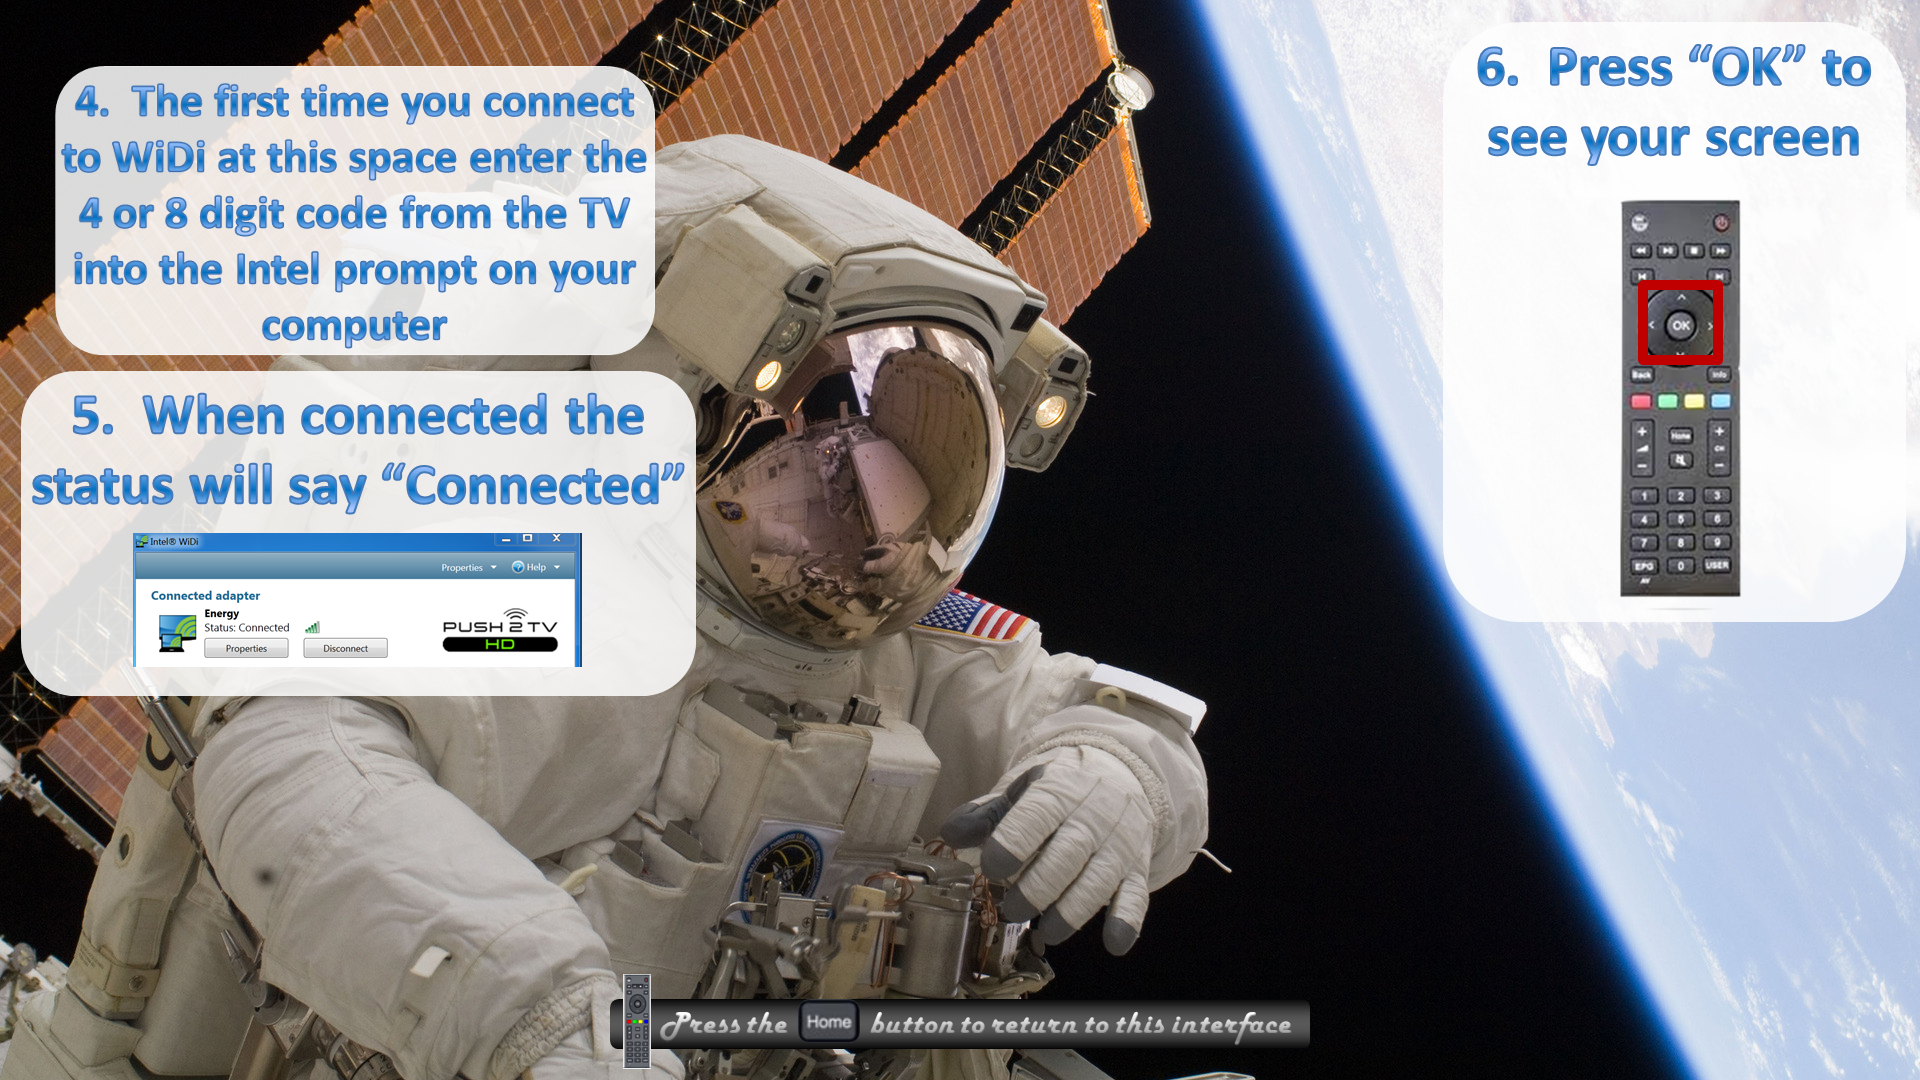 4. The first time you connect
to WiDi at this space enter the
4 or 8 digit code from the TV
into the Intel prompt on your
computer
5. When connected the
status will say “Connected”
Intel® WiDi
Properties Help
Connected adapter
Energy
Status: Connected
Properties Disconnect
PUSH2TV
HD
6. Press “OK” to
see your screen
OK
Back Info
+ Home +
CH
- -
1 2 3
4 5 6
7 8 9
EPG 0 USER
AV
Press the Home button to return to this interface